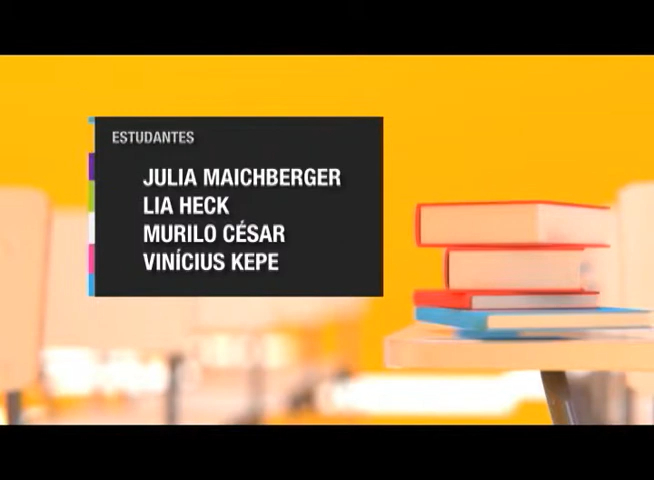 ESTUDANTES
JULIA MAICHBERGER
LIA HECK
MURILO CÉSAR
VINÍCIUS KEPE